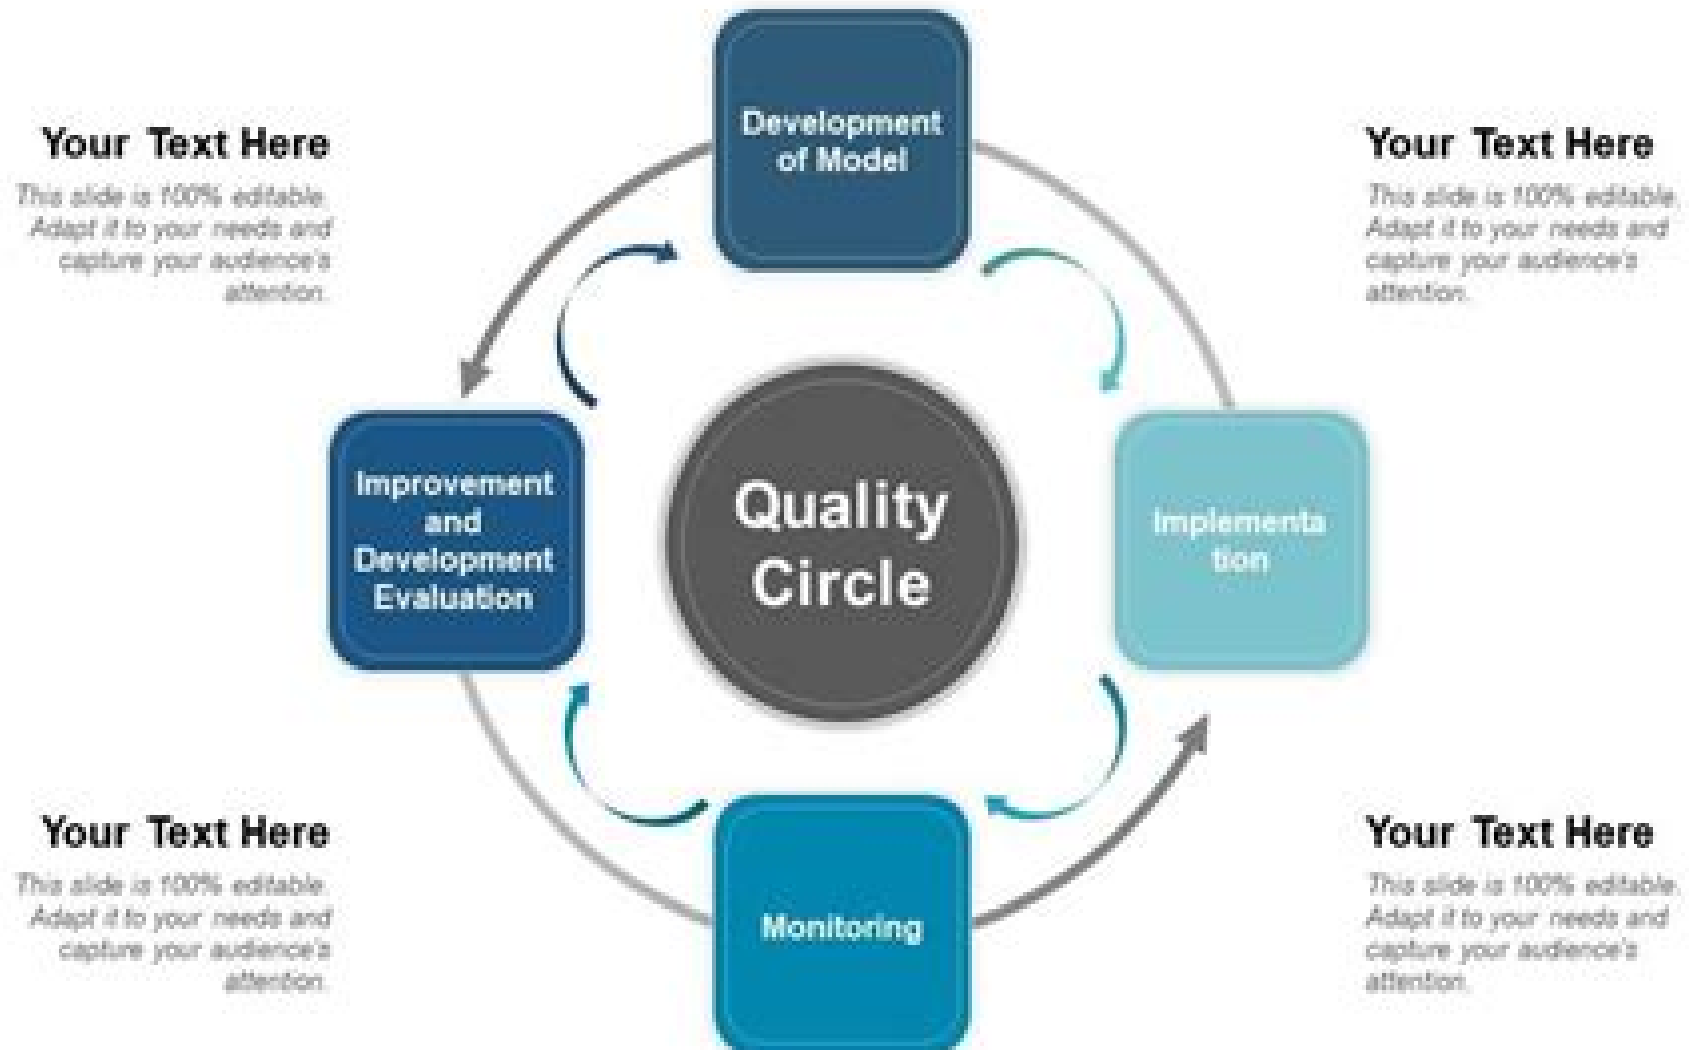 Development
of Model
Your Text Here
This slide is 100% editable.
Adapt it to your needs and
capture your audience's
attention.
Your Text Here
This slide is 100% editable.
Adapt it to your needs and
capture your audience's
attention.
Improvement
and
Development
Evaluation
Quality
Circle
Implementa
tion
Your Text Here
This slide is 100% editable.
Adapt it to your needs and
capture your audience's
attention.
Monitoring
Your Text Here
This slide is 100% editable.
Adapt it to your needs and
capture your audience's
attention.